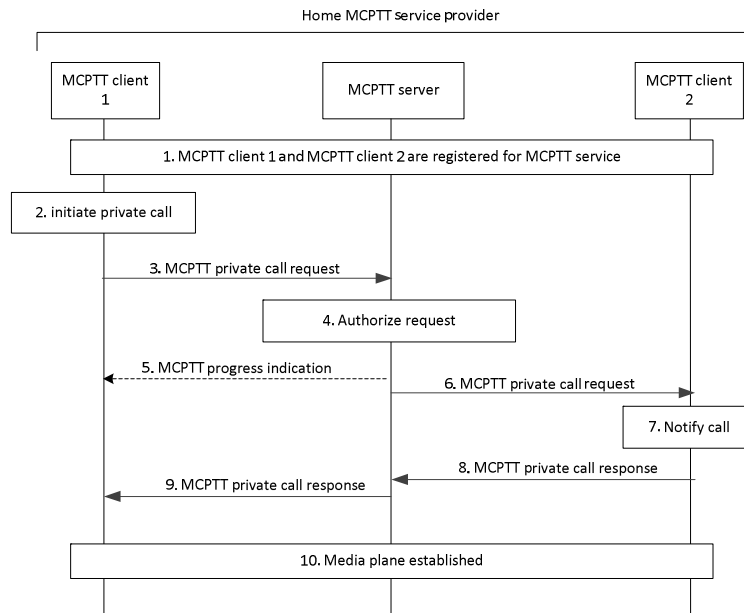 Home MCPTT service provider
MCPTT client
1
MCPTT server
MCPTT client
2
1. MCPTT client 1 and MCPTT client 2 are registered for MCPTT service
2. initiate private call
3. MCPTT private call request
4. Authorize request
5. MCPTT progress indication
6. MCPTT private call request
7. Notify call
8. MCPTT private call response
9. MCPTT private call response
10. Media plane established